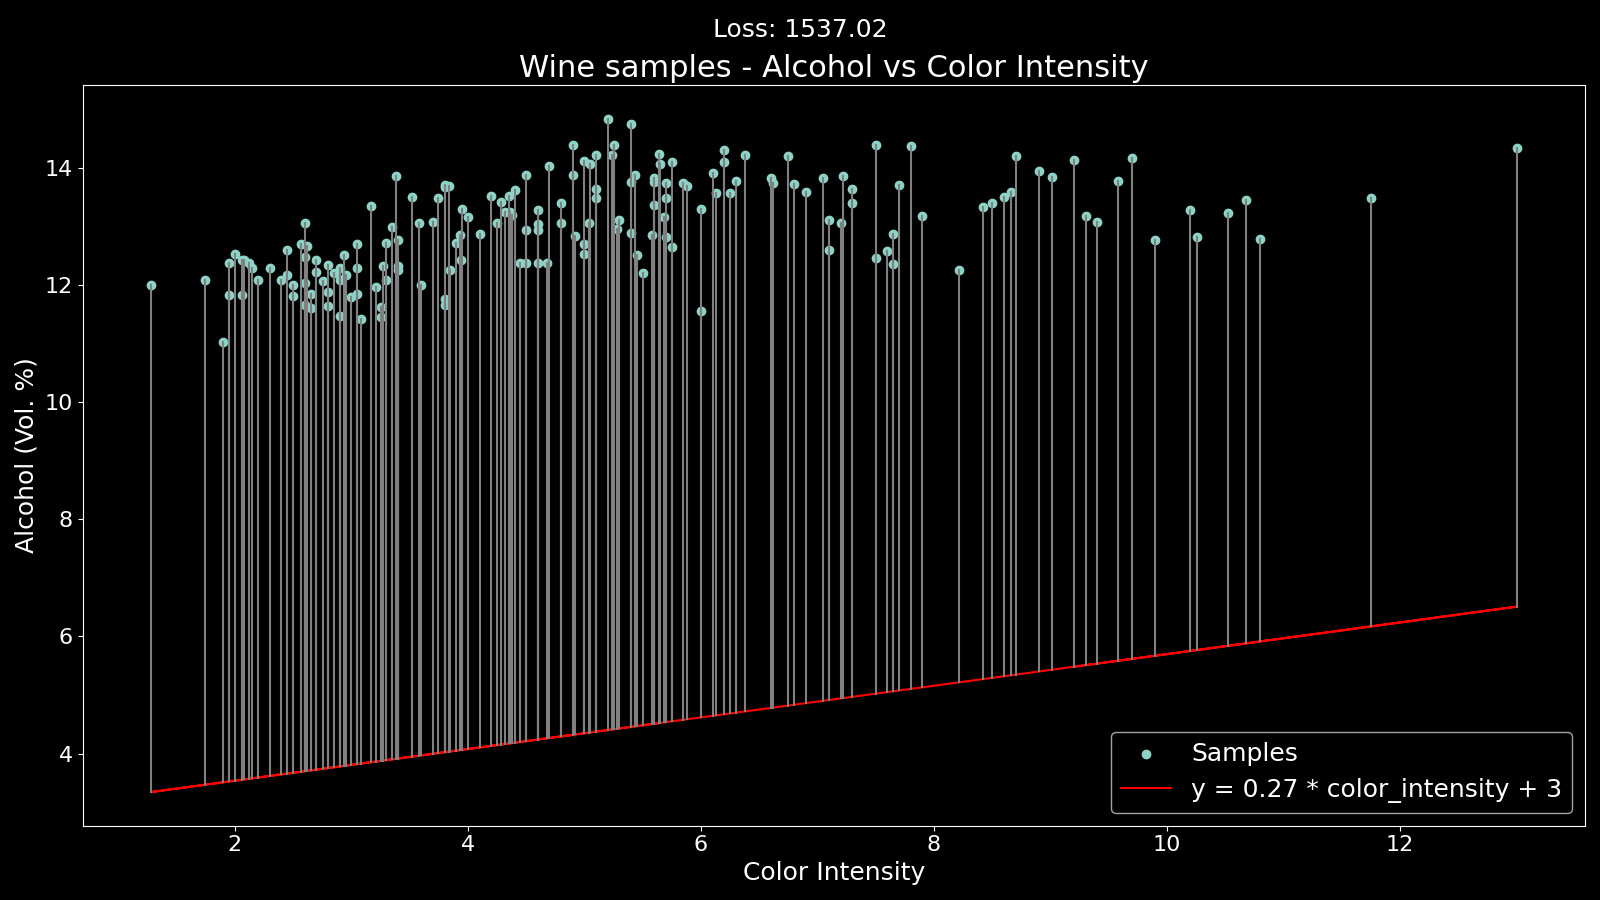 Loss: 1537.02
Wine samples - Alcohol vs Color Intensity
Alcohol (Vol. %)
14
12
10
8
6
4
Samples
y = 0.27 * color_intensity + 3
2 4 6 8 10 12
Color Intensity